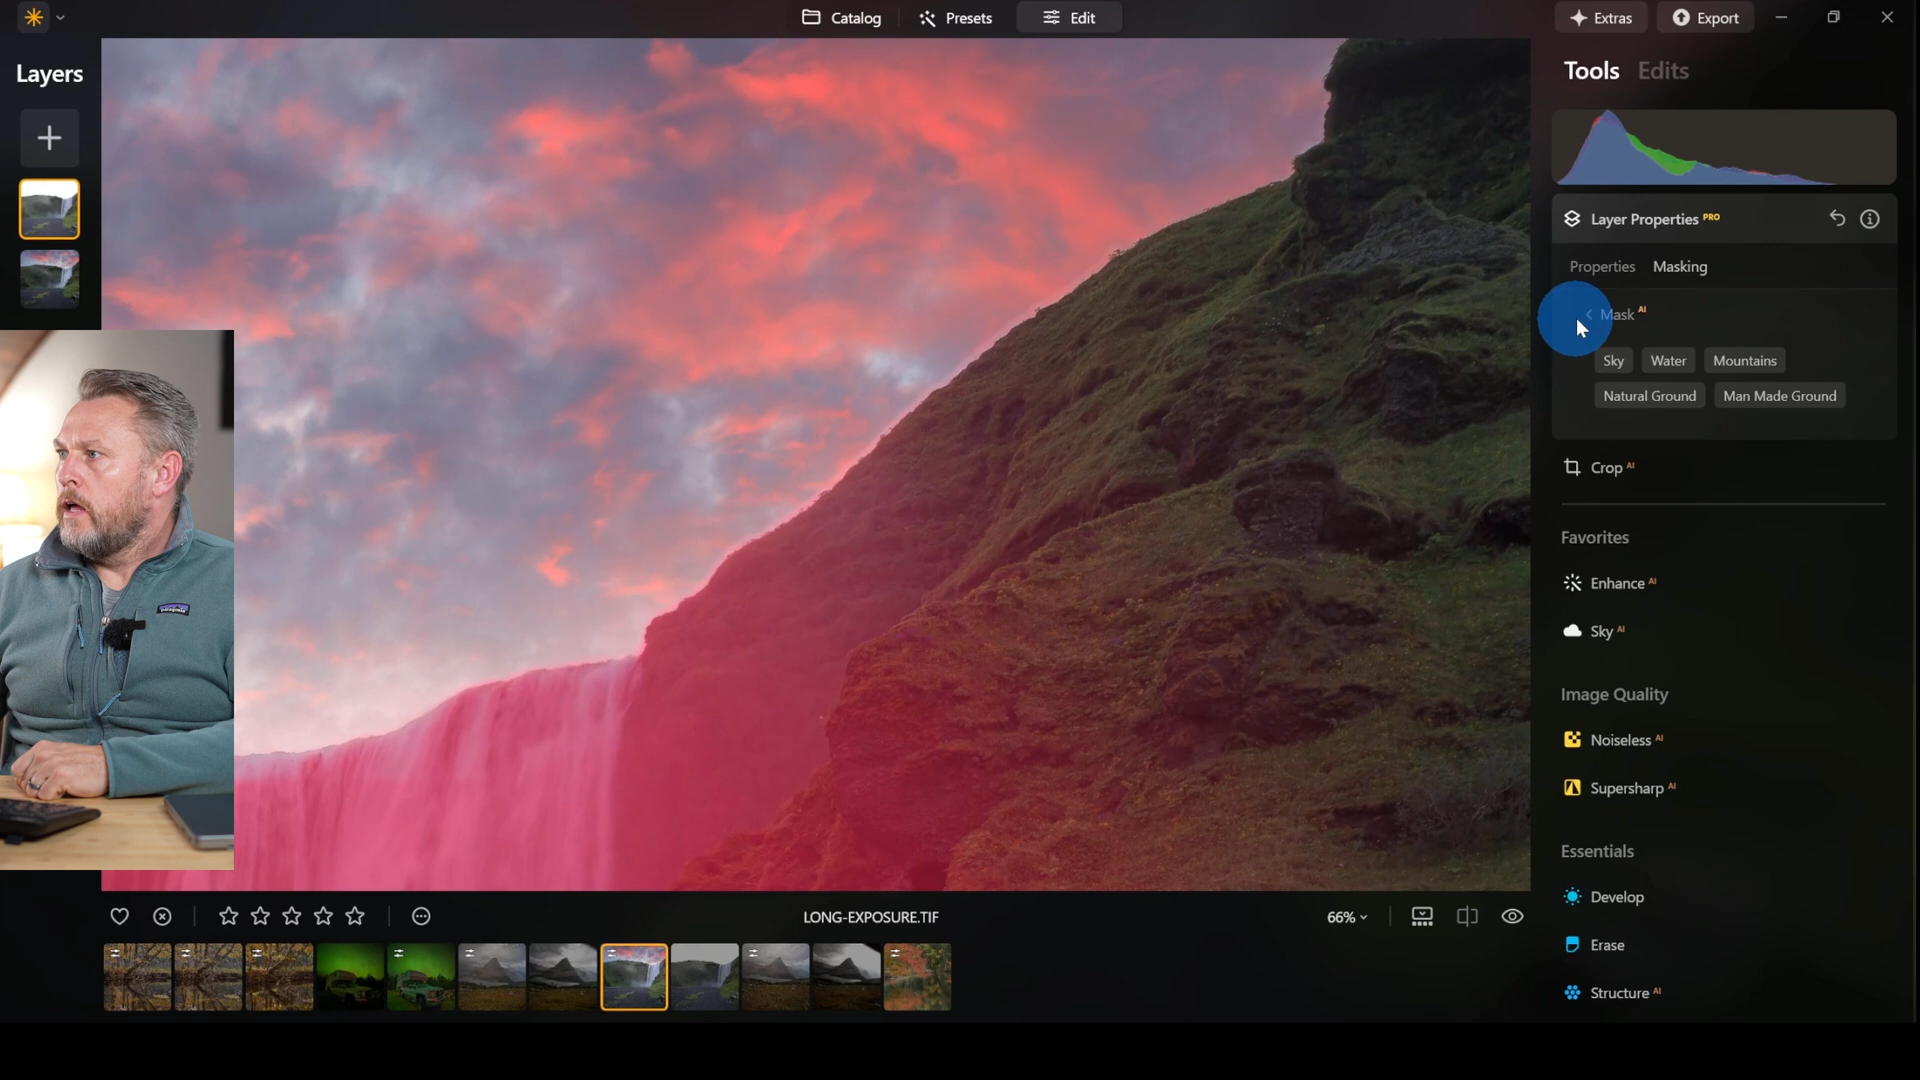 Catalog
Presets
Edit
Extras
Export
Layers
Tools Edits
Layer Properties PRO
Properties Masking
Mask AI
Sky Water Mountains
Natural Ground Man Made Ground
Crop AI
Favorites
Enhance AI
Sky AI
Image Quality
Noiseless AI
Supersharp AI
Essentials
Develop
Erase
Structure AI
patagonia
LONG-EXPOSURE.TIF
66%